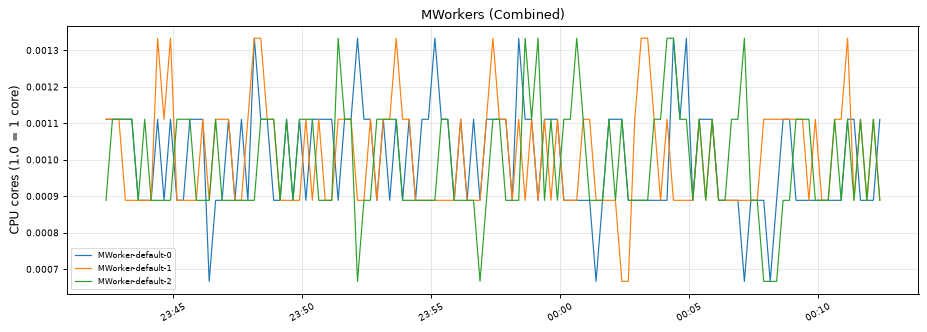 MWorkers (Combined)
CPU cores (1.0 = 1 core)
0.0013
0.0012
0.0011
0.0010
0.0009
0.0008
0.0007
MWorker-default-0
MWorker-default-1
MWorker-default-2
23:45
23:50
23:55
00:00
00:05
00:10